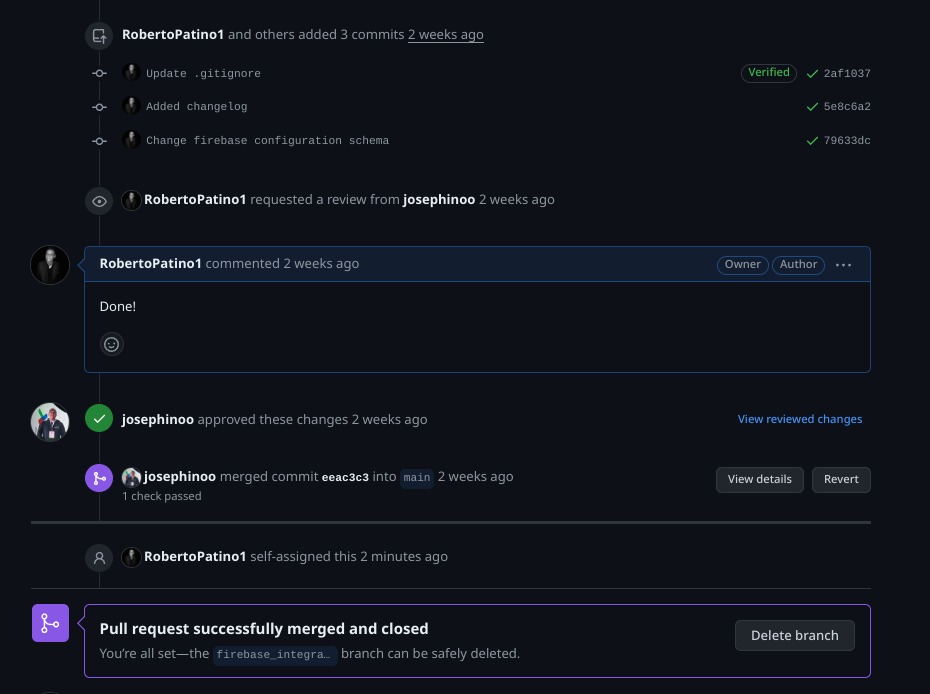 RobertoPatino1 and others added 3 commits 2 weeks ago
Update .gitignore Verified 2af1037
Added changelog 5e8c6a2
Change firebase configuration schema 79633dc
RobertoPatino1 requested a review from josephinoo 2 weeks ago
RobertoPatino1 commented 2 weeks ago Owner Author ...
Done!
josephinoo approved these changes 2 weeks ago View reviewed changes
josephinoo merged commit eeac3c3 into main 2 weeks ago View details Revert
1 check passed
RobertoPatino1 self-assigned this 2 minutes ago
Pull request successfully merged and closed
You're all set—the firebase_integra… branch can be safely deleted. Delete branch